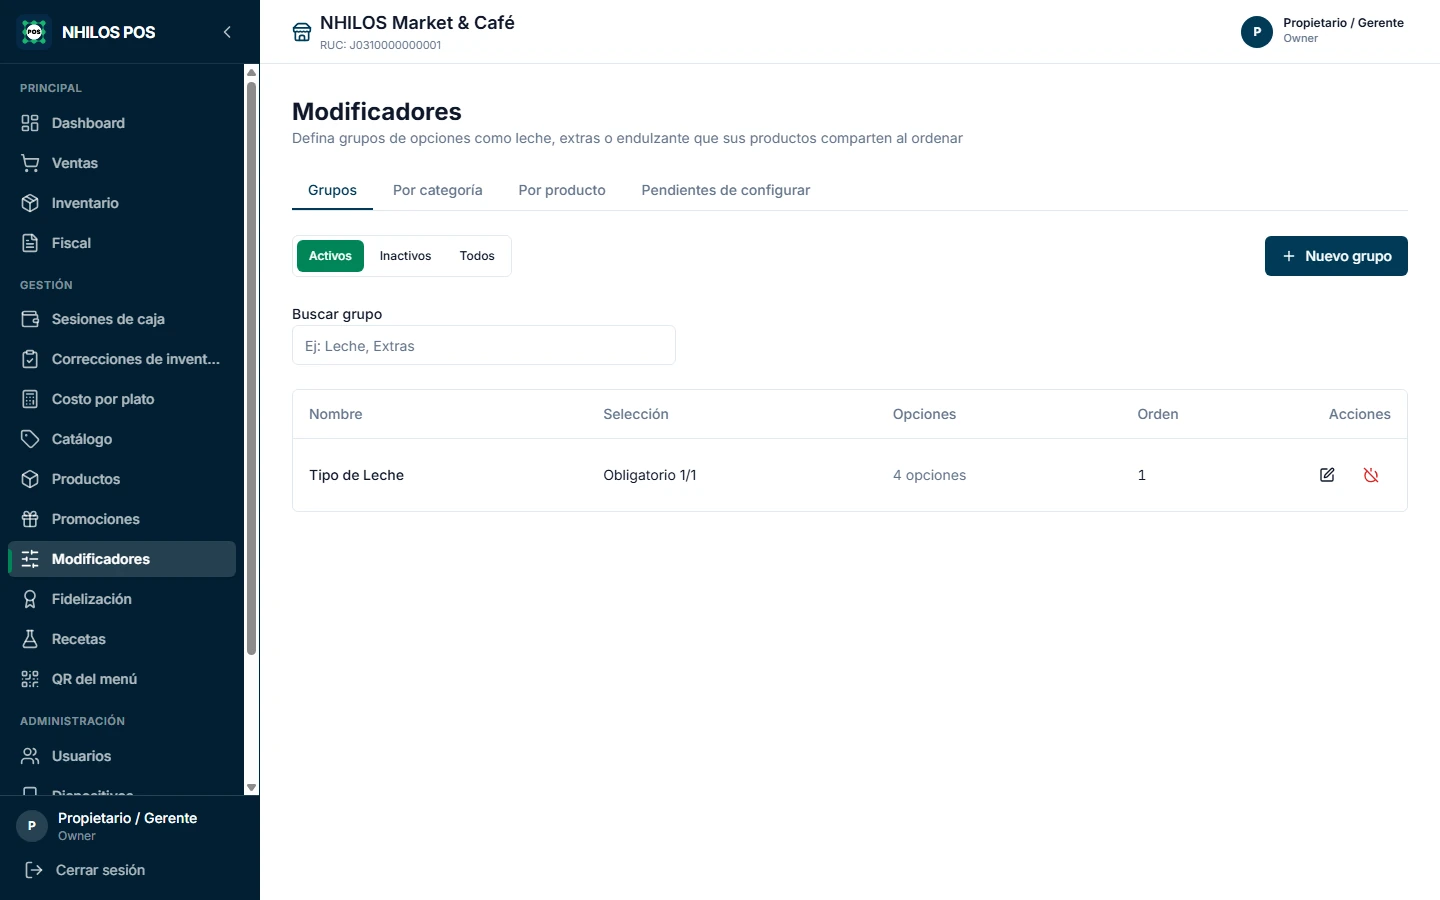 POS
NHILOS POS
NHILOS Market & Café
RUC: J0310000000001
P
Propietario / Gerente
Owner
PRINCIPAL
Dashboard
Ventas
Inventario
Fiscal
GESTIÓN
Sesiones de caja
Correcciones de invent...
Costo por plato
Catálogo
Productos
Promociones
Modificadores
Fidelización
Recetas
QR del menú
ADMINISTRACIÓN
Usuarios
Dispositivos
P
Propietario / Gerente
Owner
Cerrar sesión
Modificadores
Defina grupos de opciones como leche, extras o endulzante que sus productos comparten al ordenar
Grupos Por categoría Por producto Pendientes de configurar
Activos Inactivos Todos
+ Nuevo grupo
Buscar grupo
Ej: Leche, Extras
Nombre Selección Opciones Orden Acciones
Tipo de Leche Obligatorio 1/1 4 opciones 1